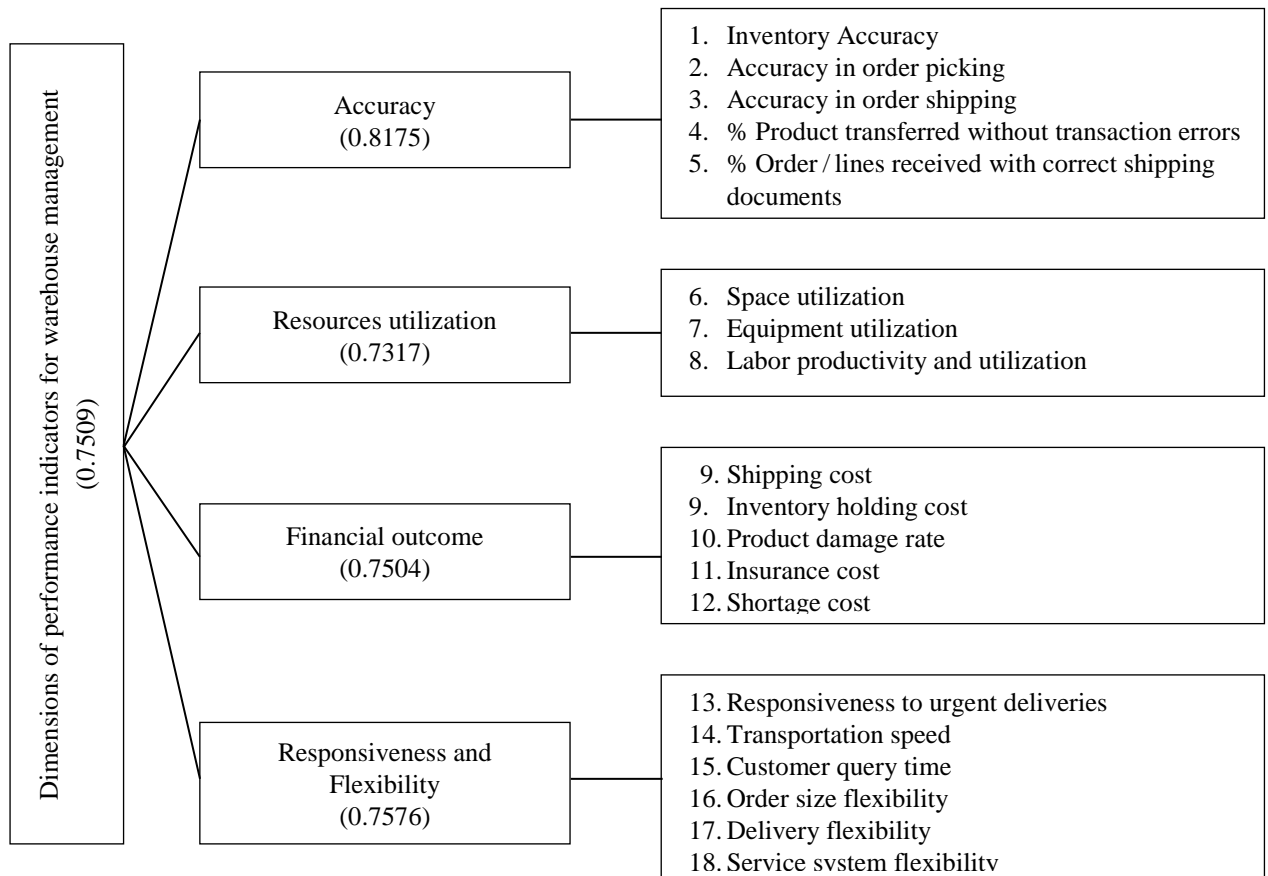 Dimensions of performance indicators for warehouse management
(0.7509)
Accuracy
(0.8175)
1. Inventory Accuracy
2. Accuracy in order picking
3. Accuracy in order shipping
4. % Product transferred without transaction errors
5. % Order / lines received with correct shipping
documents
Resources utilization
(0.7317)
6. Space utilization
7. Equipment utilization
8. Labor productivity and utilization
Financial outcome
(0.7504)
9. Shipping cost
9. Inventory holding cost
10. Product damage rate
11. Insurance cost
12. Shortage cost
Responsiveness and
Flexibility
(0.7576)
13. Responsiveness to urgent deliveries
14. Transportation speed
15. Customer query time
16. Order size flexibility
17. Delivery flexibility
18. Service system flexibility